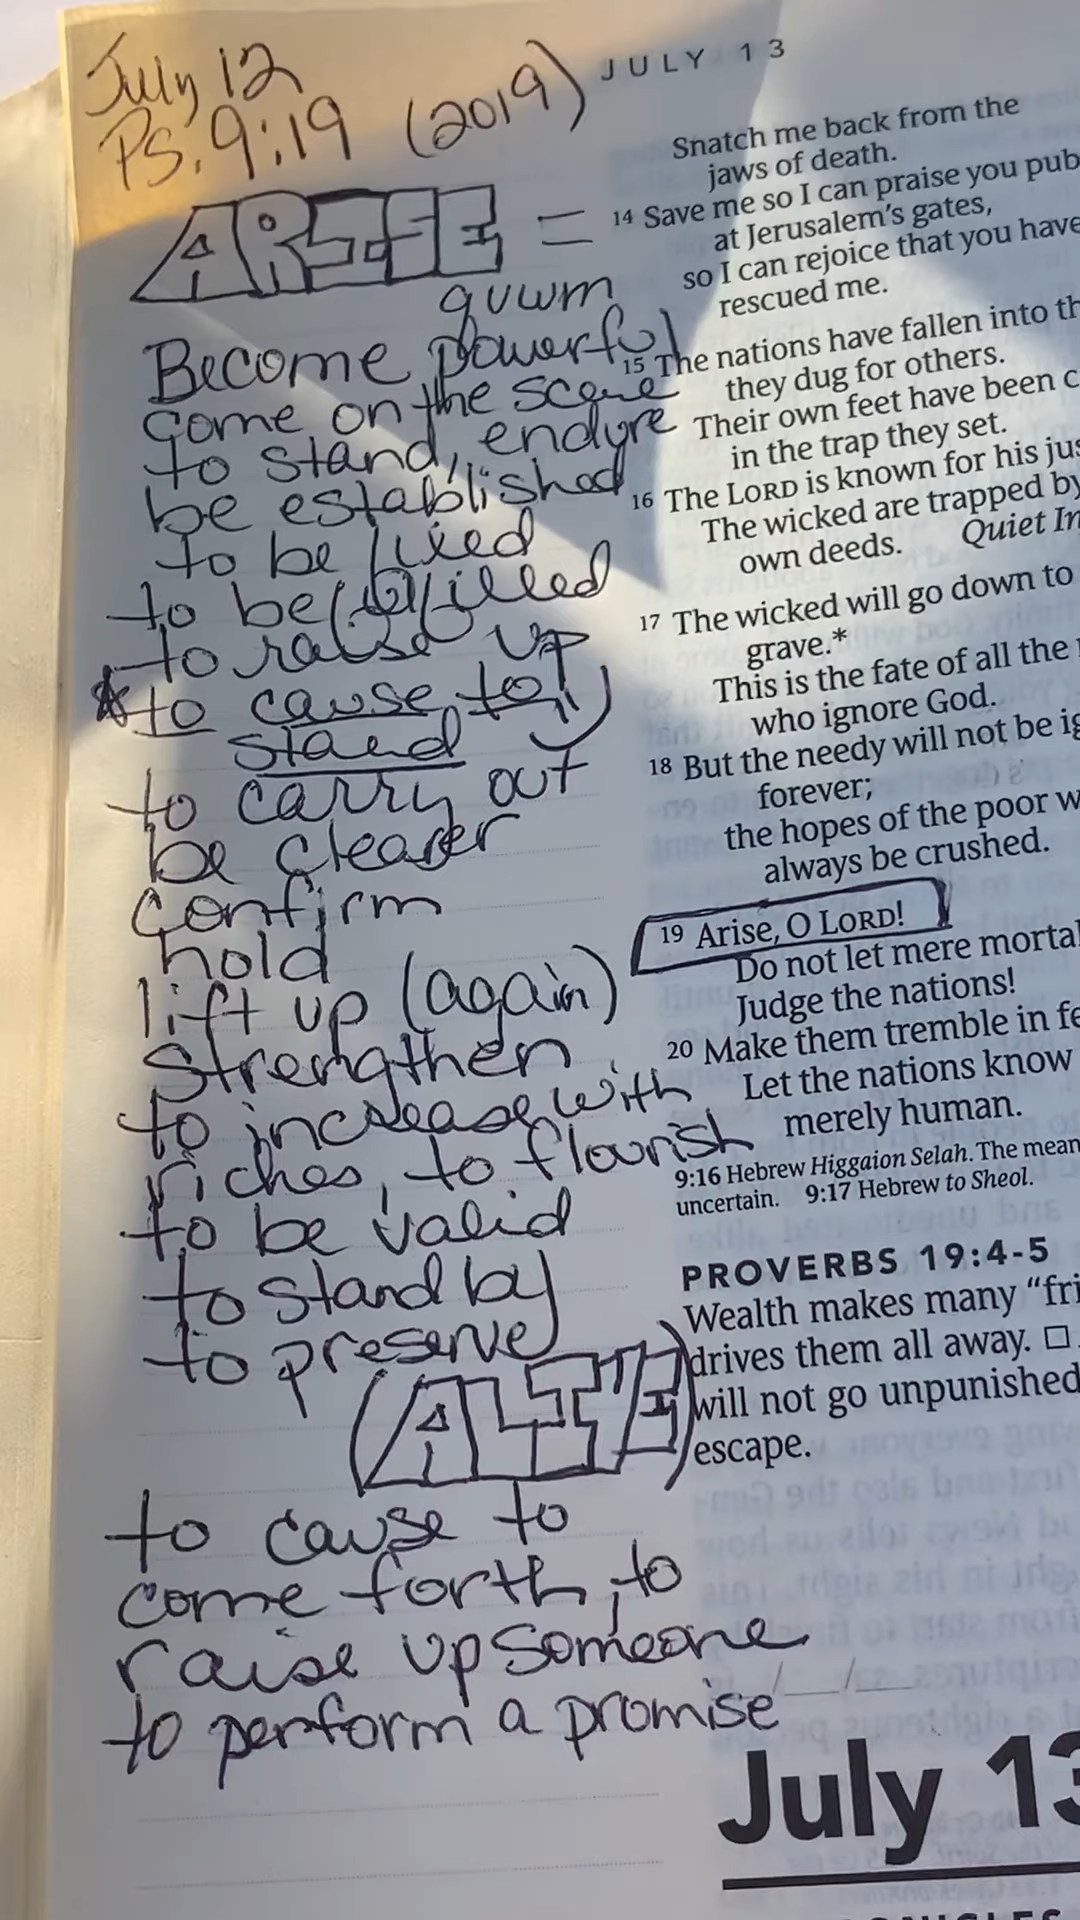 July 12
Ps. 9:19 (2019)
ARISE =
quwm
Become powerful
come on the scene
to stand, endure
be established
to be fixed
to be fulfilled
to raise up
to cause to
stand
to carry out
be clearer
confirm
hold
lift up (again)
strengthen
to increase with
riches, to flourish
to be valid
to stand by
to preserve
to cause to
come forth, to
raise up someone
to perform a promise
JULY 13
Snatch me back from the
jaws of death.
14 Save me so I can praise you pub
at Jerusalem's gates,
so I can rejoice that you have
rescued me.
15 The nations have fallen into th
they dug for others.
Their own feet have been c
in the trap they set.
16 The LORD is known for his jus
The wicked are trapped by
own deeds. Quiet In
17 The wicked will go down to
grave.*
This is the fate of all the
who ignore God.
18 But the needy will not be ig
forever;
the hopes of the poor w
always be crushed.
19 Arise, O LORD!
Do not let mere mortal
Judge the nations!
20 Make them tremble in fe
Let the nations know
merely human.
9:16 Hebrew Higgaion Selah. The mean
uncertain. 9:17 Hebrew to Sheol.
PROVERBS 19:4-5
Wealth makes many "fri
drives them all away. □
will not go unpunished
escape.
July 13